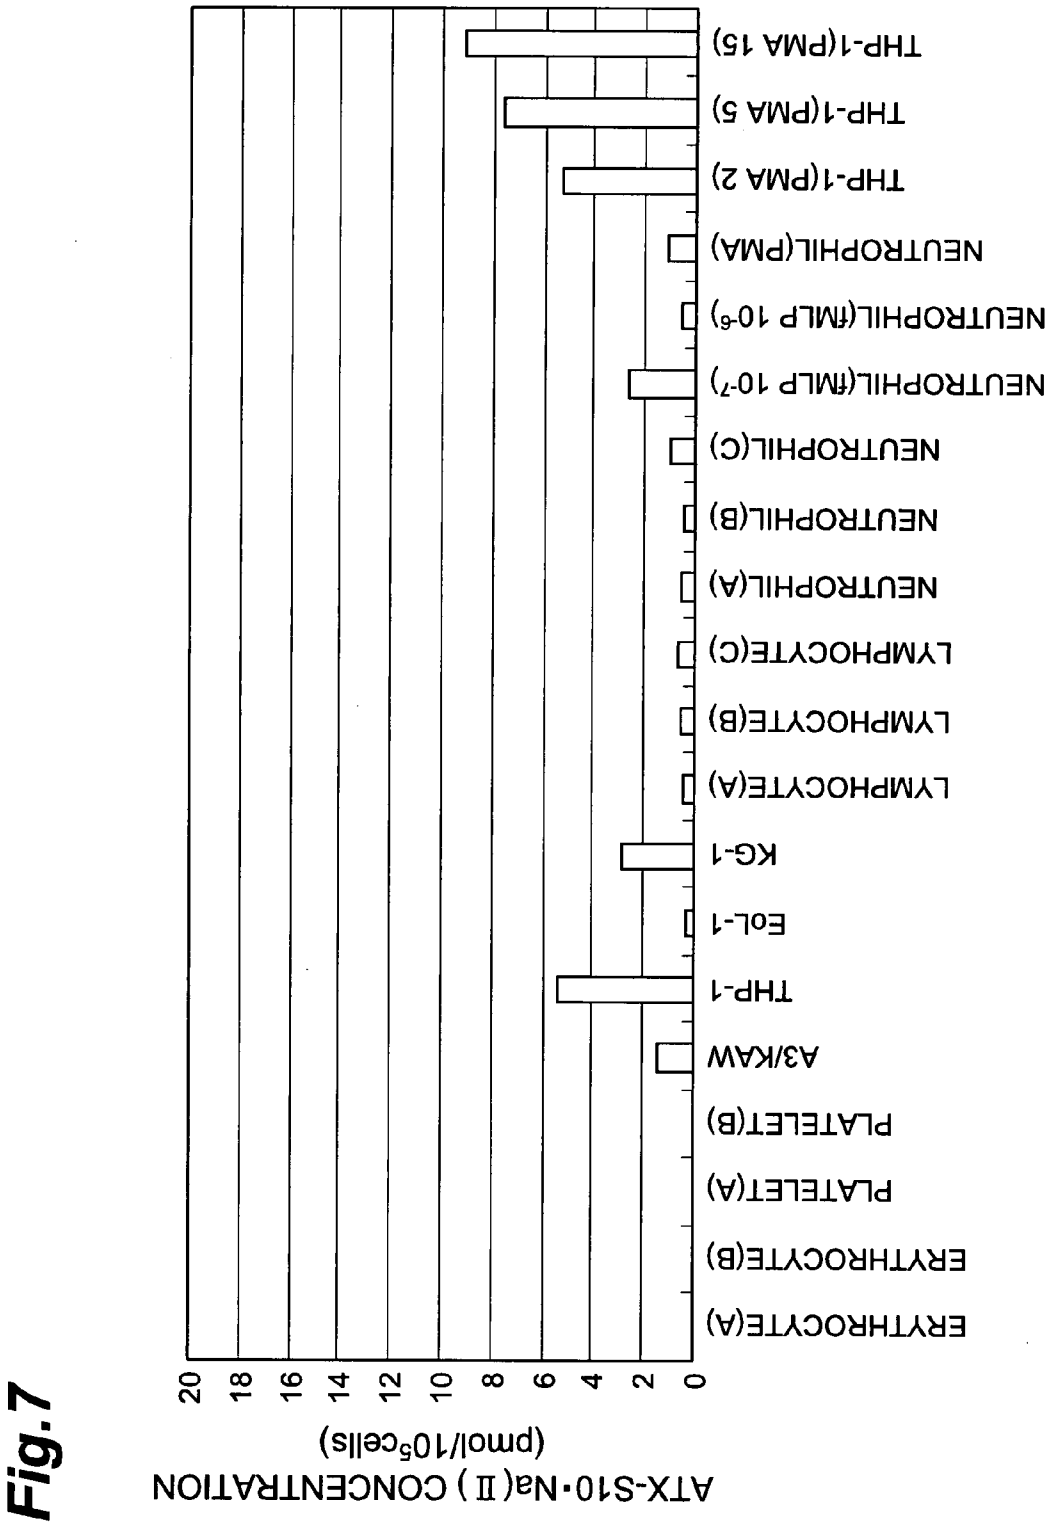 Fig.7
ATX-S10·Na(II) CONCENTRATION
(pmol/10⁵cells)
20
18
16
14
12
10
8
6
4
2
0
ERYTHROCYTE(A)
ERYTHROCYTE(B)
PLATELET(A)
PLATELET(B)
A3/KAW
THP-1
EoL-1
KG-1
LYMPHOCYTE(A)
LYMPHOCYTE(B)
LYMPHOCYTE(C)
NEUTROPHIL(A)
NEUTROPHIL(B)
NEUTROPHIL(C)
NEUTROPHIL(fMLP 10⁻⁷)
NEUTROPHIL(fMLP 10⁻⁶)
NEUTROPHIL(PMA)
THP-1(PMA 2)
THP-1(PMA 5)
THP-1(PMA 15)